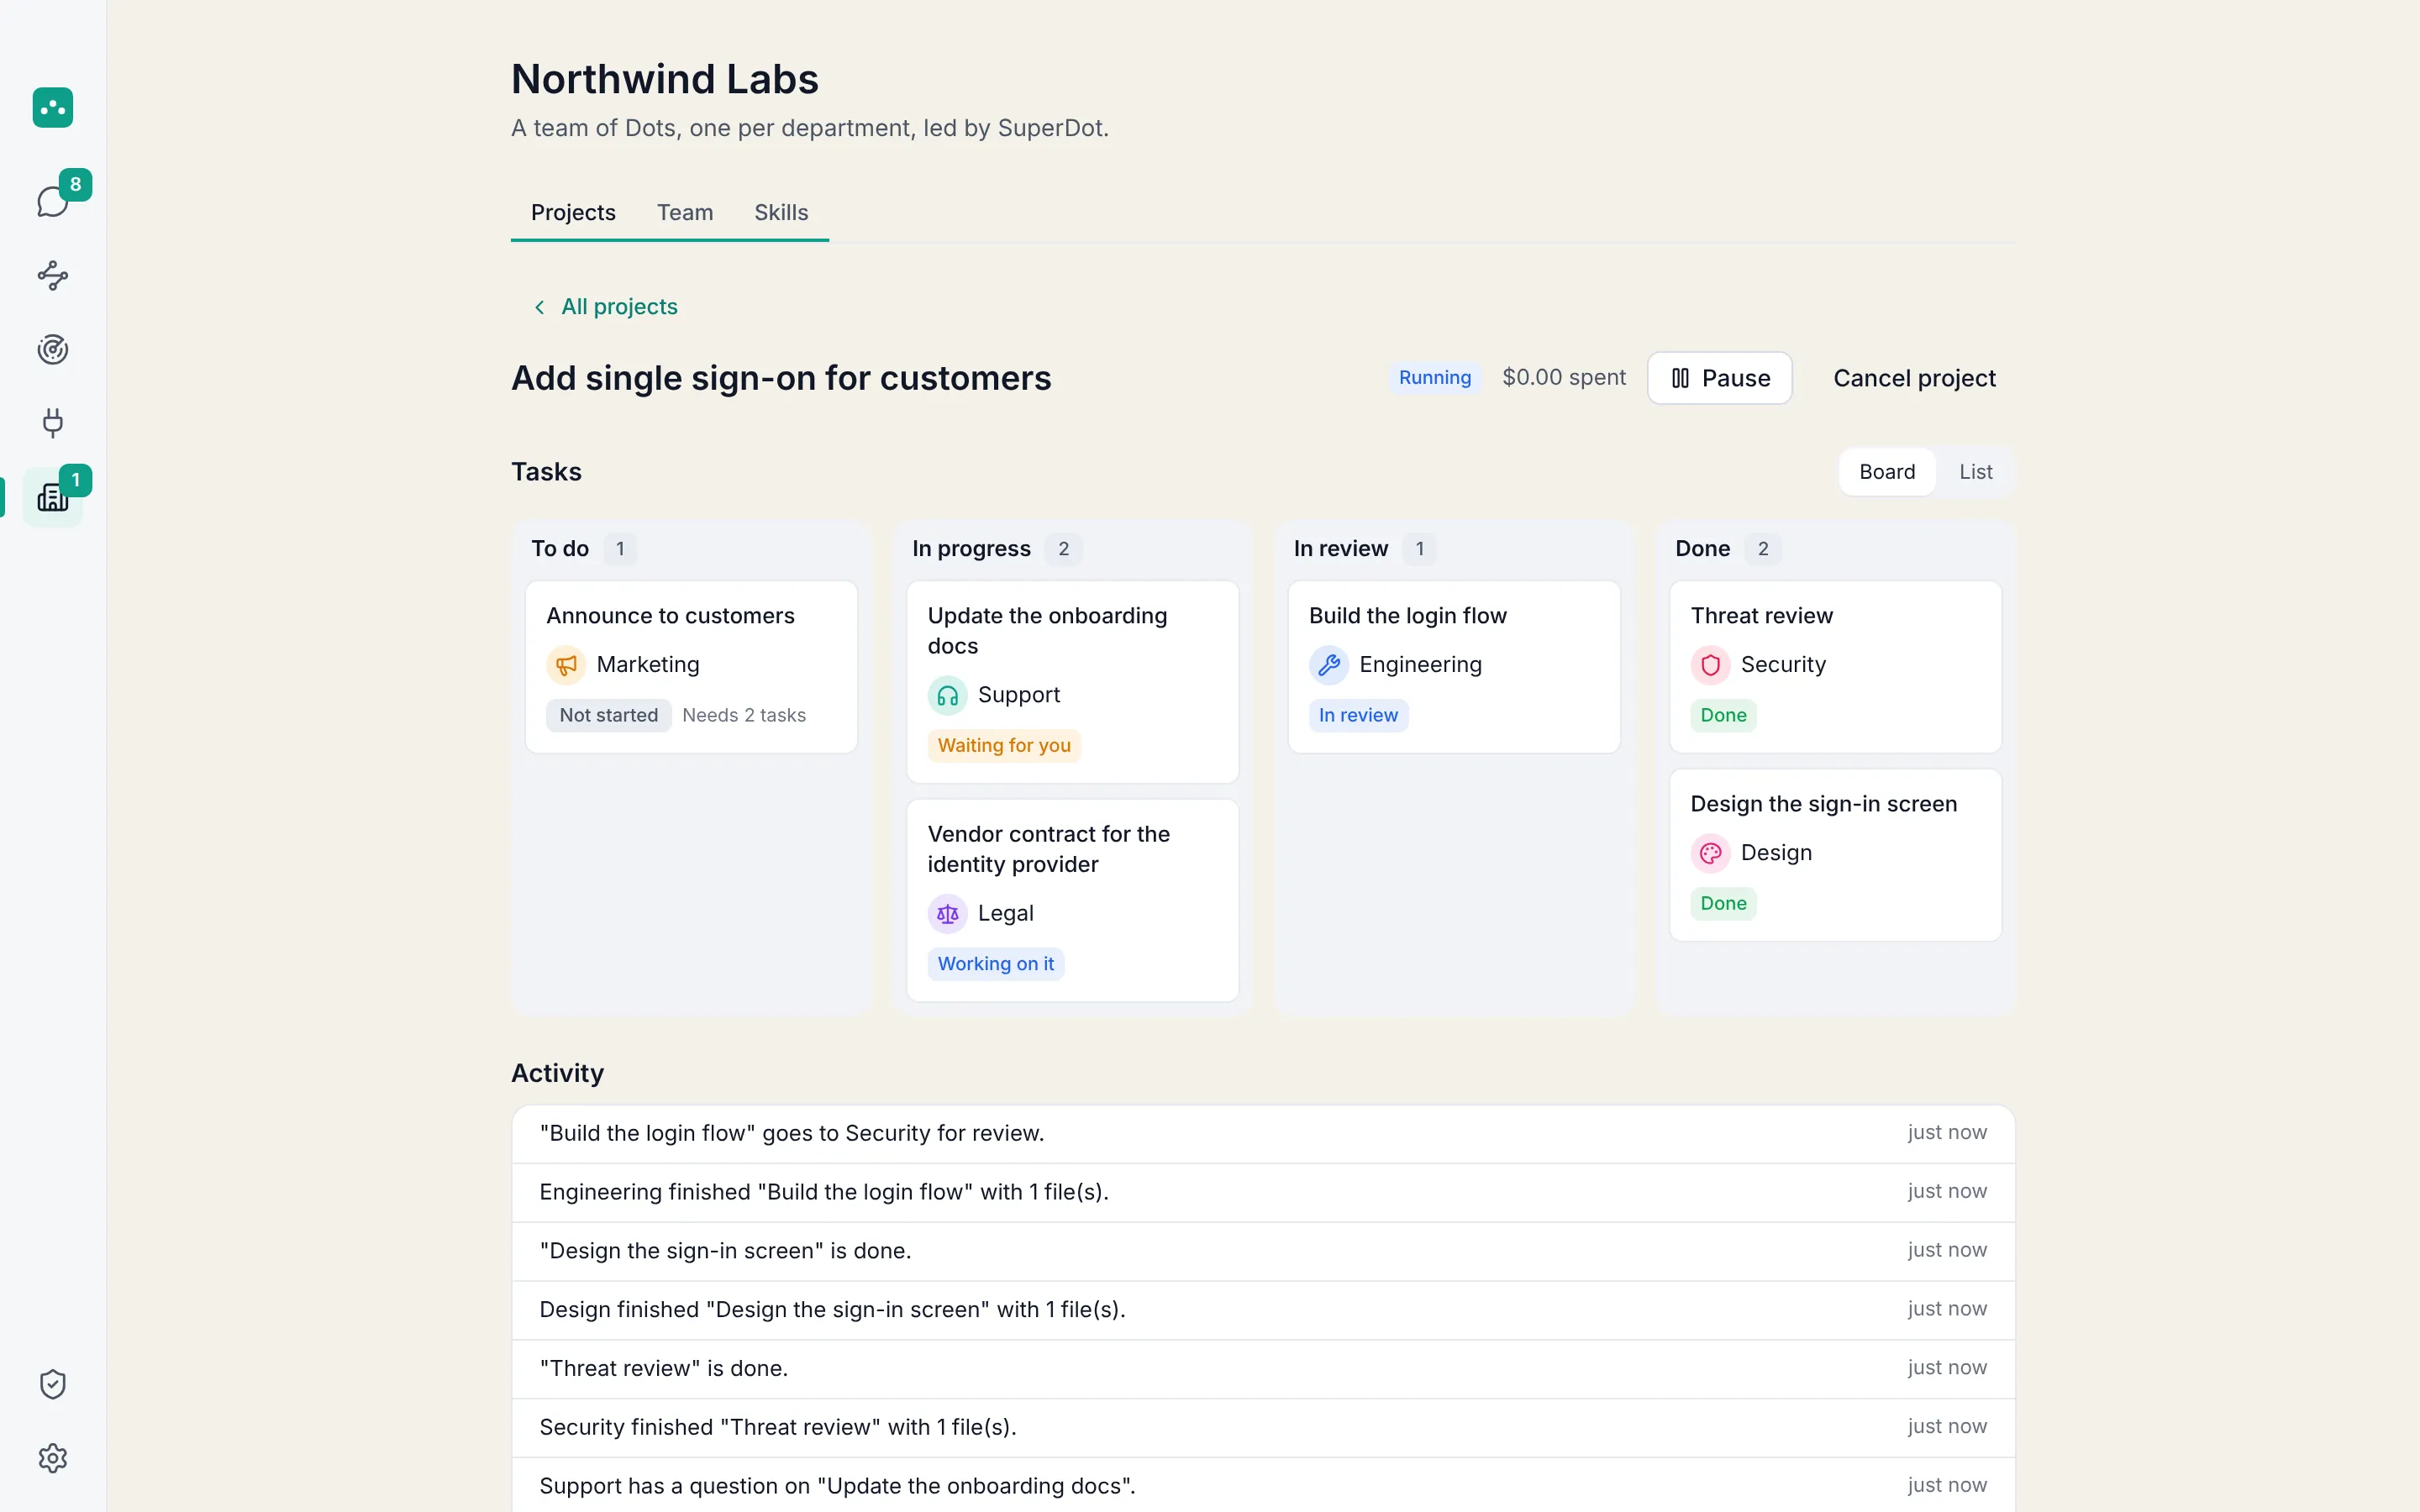 Northwind Labs
A team of Dots, one per department, led by SuperDot.
8
Projects Team Skills
All projects
Add single sign-on for customers
Running $0.00 spent Pause Cancel project
1
Tasks
Board List
To do 1
Announce to customers
Marketing
Not started Needs 2 tasks
In progress 2
Update the onboarding
docs
Support
Waiting for you
Vendor contract for the
identity provider
Legal
Working on it
In review 1
Build the login flow
Engineering
In review
Done 2
Threat review
Security
Done
Design the sign-in screen
Design
Done
Activity
"Build the login flow" goes to Security for review. just now
Engineering finished "Build the login flow" with 1 file(s). just now
"Design the sign-in screen" is done. just now
Design finished "Design the sign-in screen" with 1 file(s). just now
"Threat review" is done. just now
Security finished "Threat review" with 1 file(s). just now
Support has a question on "Update the onboarding docs". just now